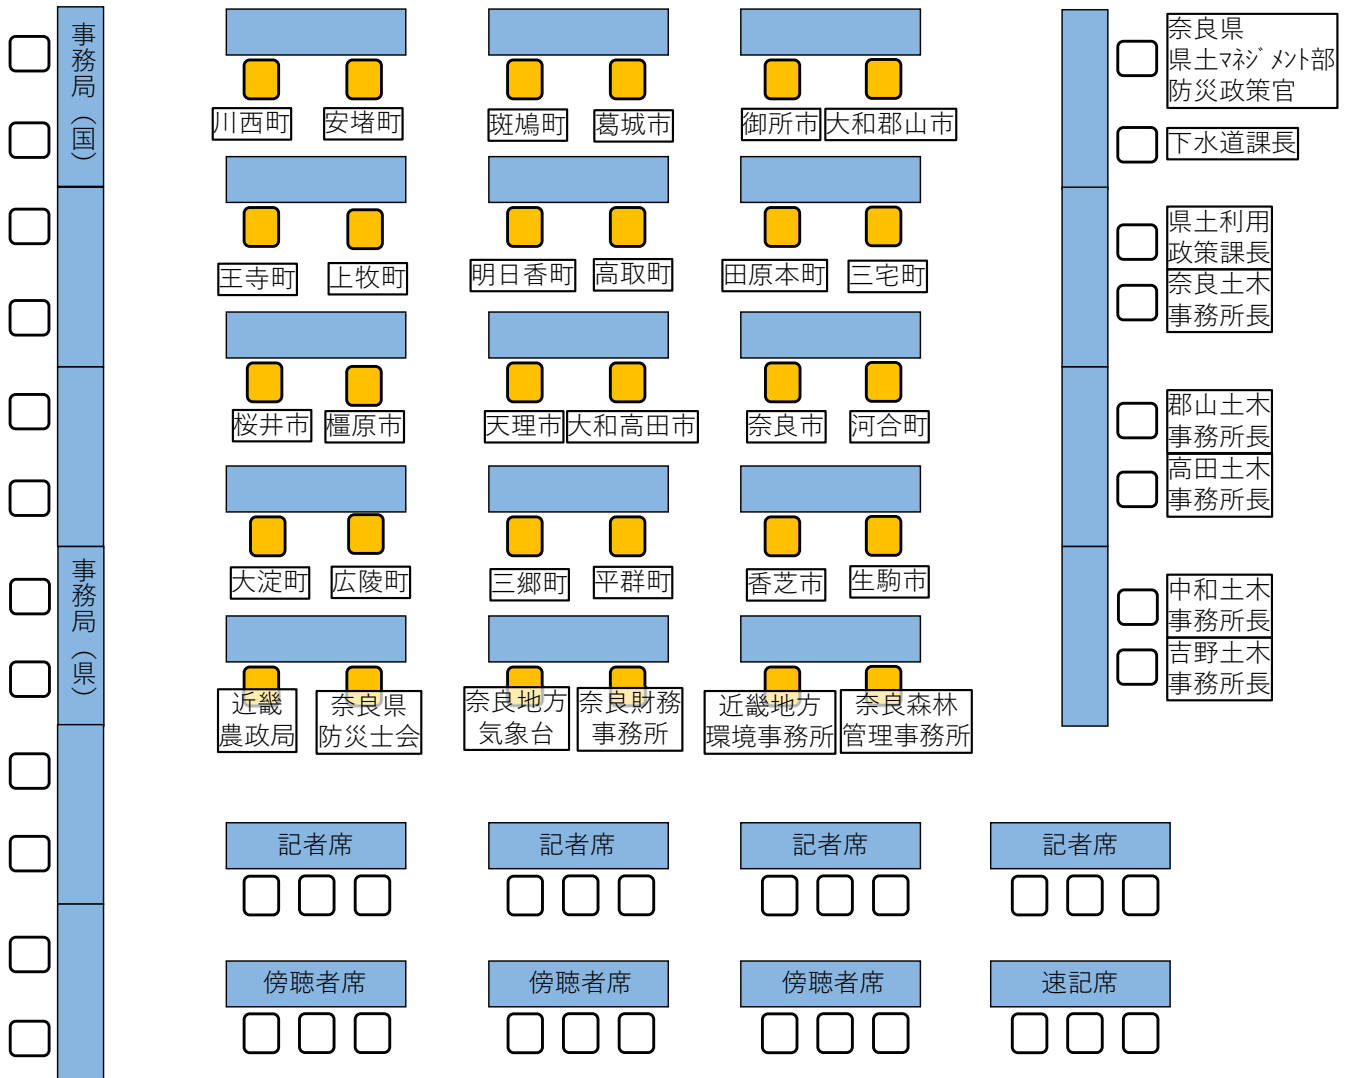 事務局（国）
事務局（県）
川西町
安堵町
斑鳩町
葛城市
御所市
大和郡山市
王寺町
上牧町
明日香町
高取町
田原本町
三宅町
桜井市
橿原市
天理市
大和高田市
奈良市
河合町
大淀町
広陵町
三郷町
平群町
香芝市
生駒市
近畿
農政局
奈良県
防災士会
奈良地方
気象台
奈良財務
事務所
近畿地方
環境事務所
奈良森林
管理事務所
奈良県
県土ﾏﾈｼﾞﾒﾝﾄ部
防災政策官
下水道課長
県土利用
政策課長
奈良土木
事務所長
郡山土木
事務所長
高田土木
事務所長
中和土木
事務所長
吉野土木
事務所長
記者席
記者席
記者席
記者席
傍聴者席
傍聴者席
傍聴者席
速記席